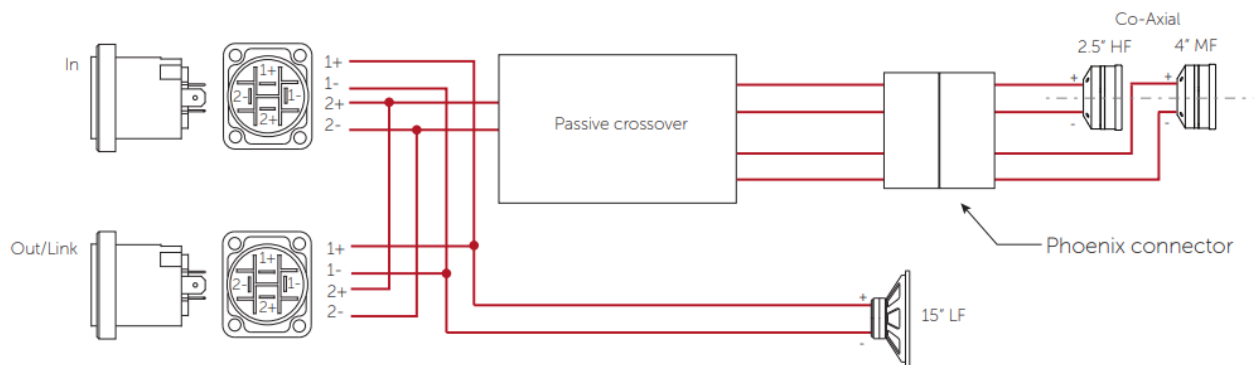 Co-Axial
2.5" HF
4" MF
In
1+
2-
1-
2+
1+
1-
2+
2-
Passive crossover
+
-
+
-
Phoenix connector
Out/Link
1+
2-
1-
2+
1+
1-
2+
2-
+
-
15" LF